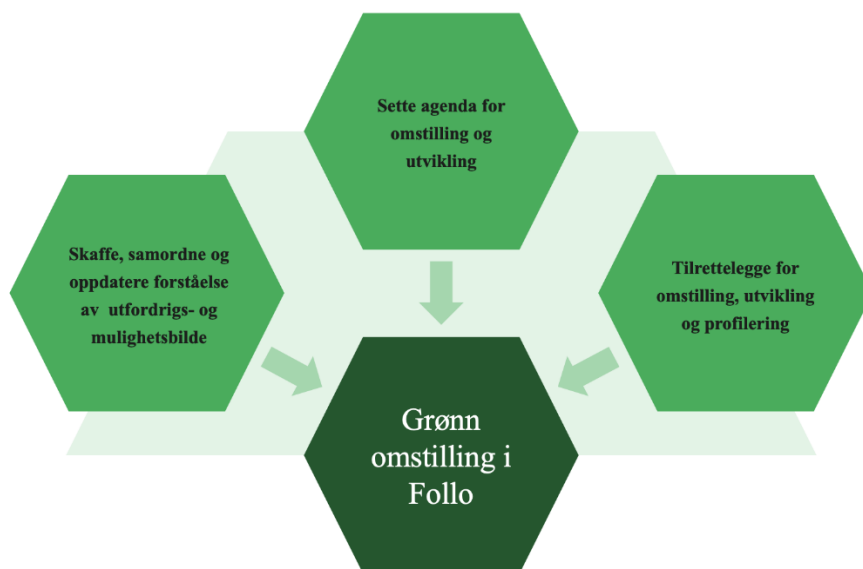 Sette agenda for
omstilling og
utvikling
Skaffe, samordne og
oppdatere forståelse
av utfordrigs- og
mulighetsbilde
Tilrettelegge for
omstilling, utvikling
og profilering
Grønn
omstilling i
Follo